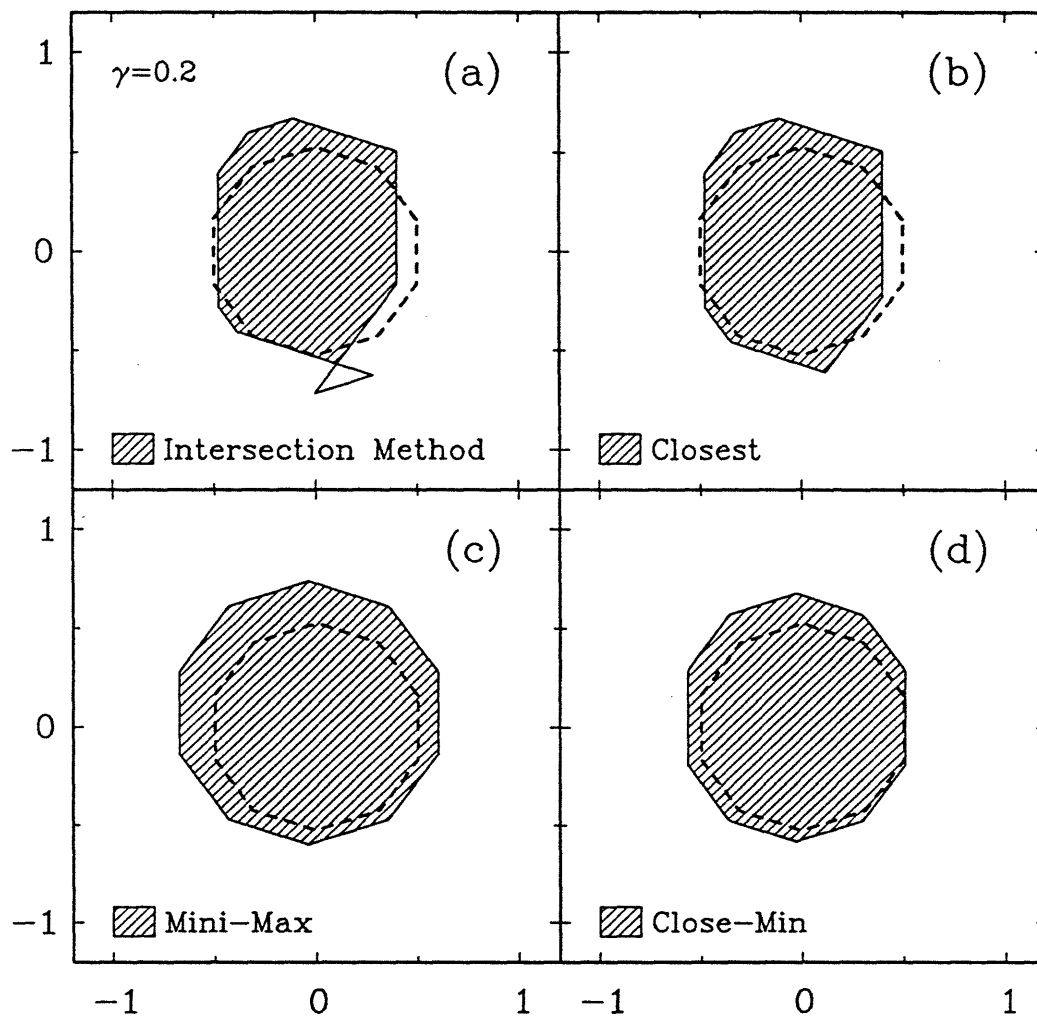 1
γ=0.2
(a)
(b)
0
−1
Intersection Method
Closest
1
(c)
(d)
0
−1
Mini−Max
Close−Min
−1
0
1
−1
0
1